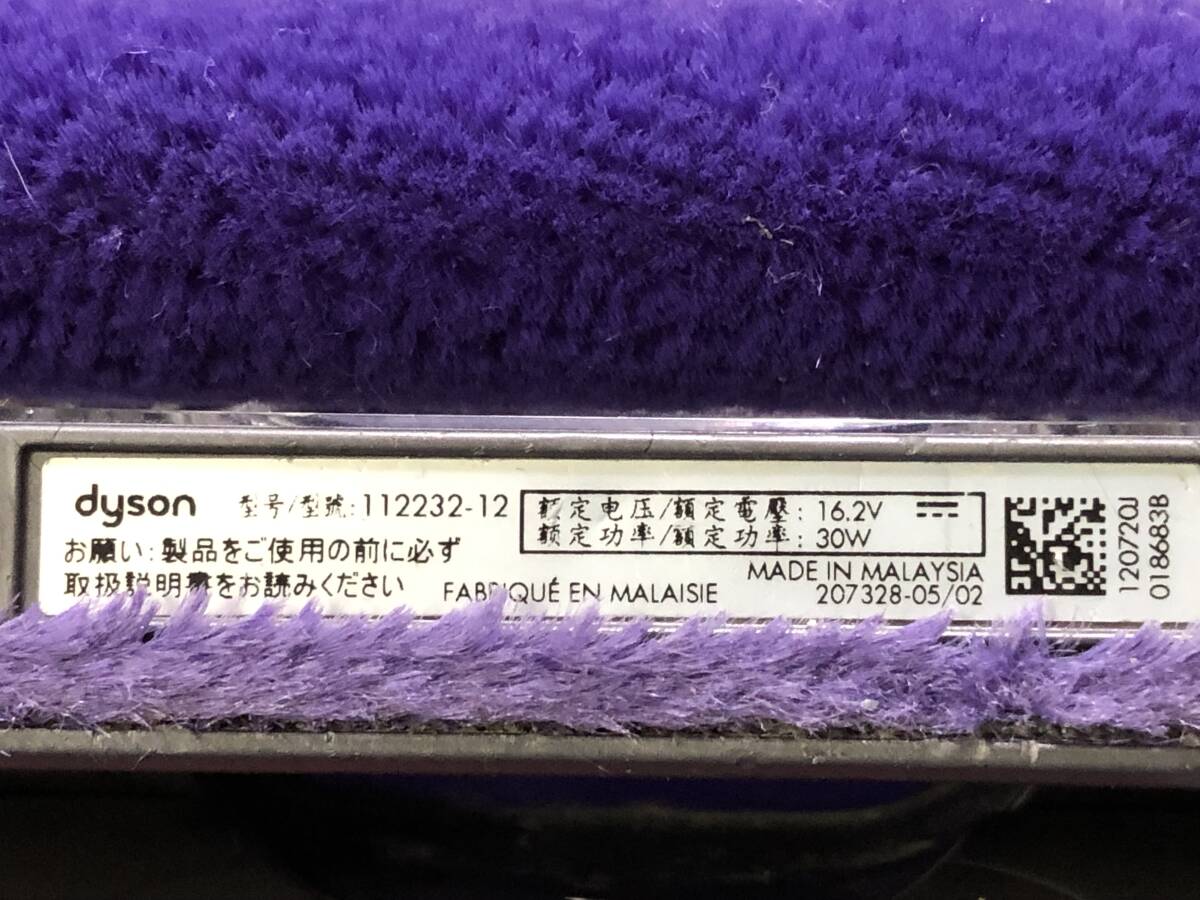 dyson 型号/型號:112232-12
お願い:製品をご使用の前に必ず
取扱説明書をお読みください
FABRIQUÉ EN MALAISIE
额定电压/額定電壓: 16.2V
额定功率/額定功率: 30W
MADE IN MALAYSIA
207328-05/02
120720J
018683B